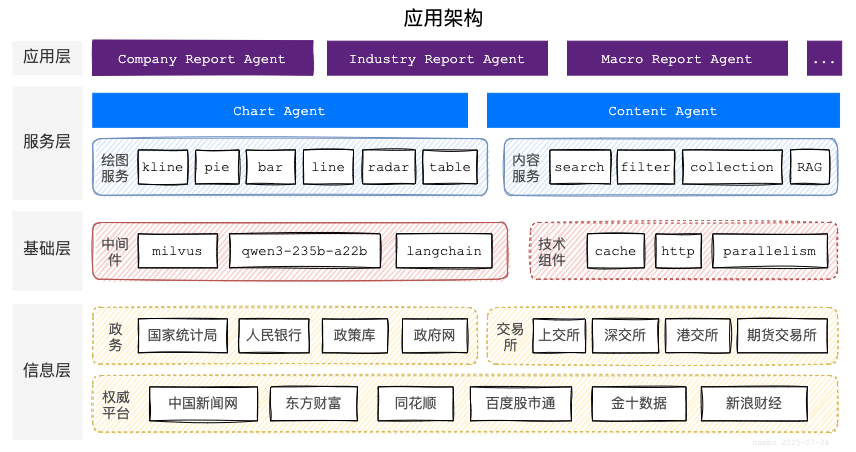 应用架构
应用层
Company Report Agent
Industry Report Agent
Macro Report Agent
...
服务层
Chart Agent
Content Agent
绘图
服务
kline
pie
bar
line
radar
table
内容
服务
search
filter
collection
RAG
基础层
中间
件
milvus
qwen3-235b-a22b
langchain
技术
组件
cache
http
parallelism
信息层
政
务
国家统计局
人民银行
政策库
政府网
交易
所
上交所
深交所
港交所
期货交易所
权威
平台
中国新闻网
东方财富
同花顺
百度股市通
金十数据
新浪财经
2025-07-24